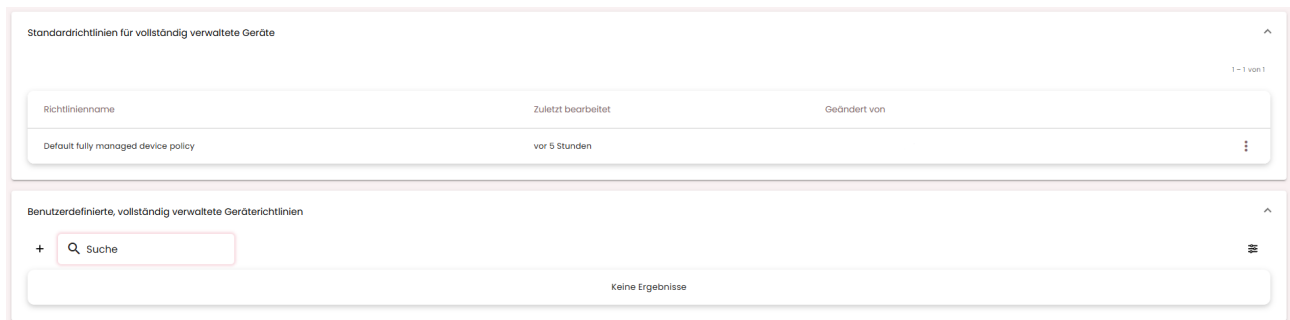 Standardrichtlinien für vollständig verwaltete Geräte
1 – 1 von 1
Richtlinienname Zuletzt bearbeitet Geändert von
Default fully managed device policy vor 5 Stunden
Benutzerdefinierte, vollständig verwaltete Geräterichtlinien
+ Suche
Keine Ergebnisse